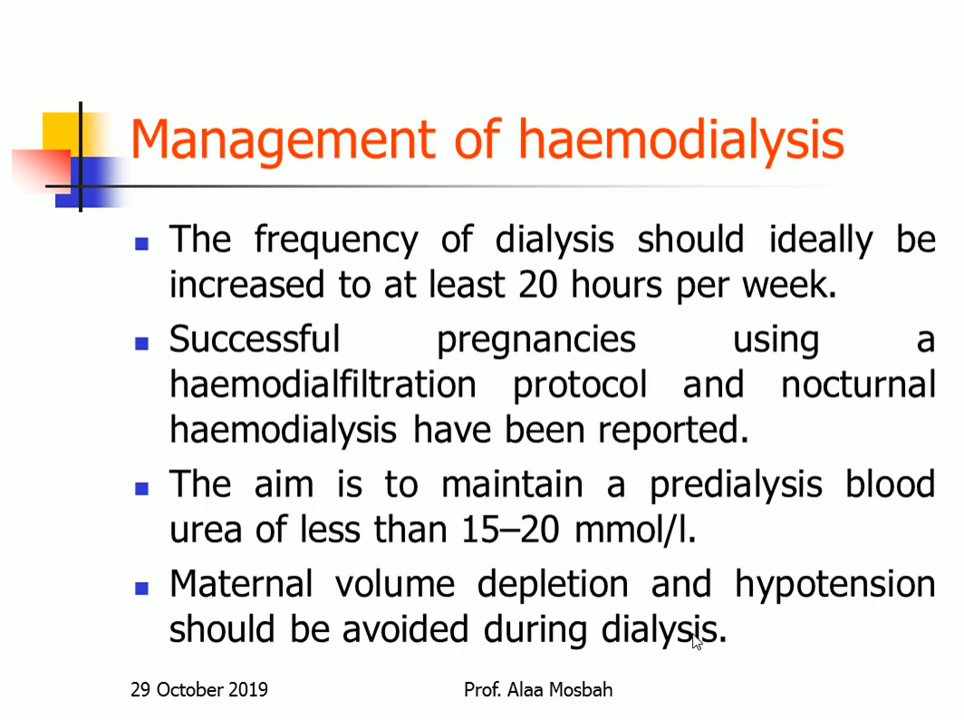 Management of haemodialysis
The frequency of dialysis should ideally be
increased to at least 20 hours per week.
Successful pregnancies using a
haemodialfiltration protocol and nocturnal
haemodialysis have been reported.
The aim is to maintain a predialysis blood
urea of less than 15–20 mmol/l.
Maternal volume depletion and hypotension
should be avoided during dialysis.
29 October 2019 Prof. Alaa Mosbah